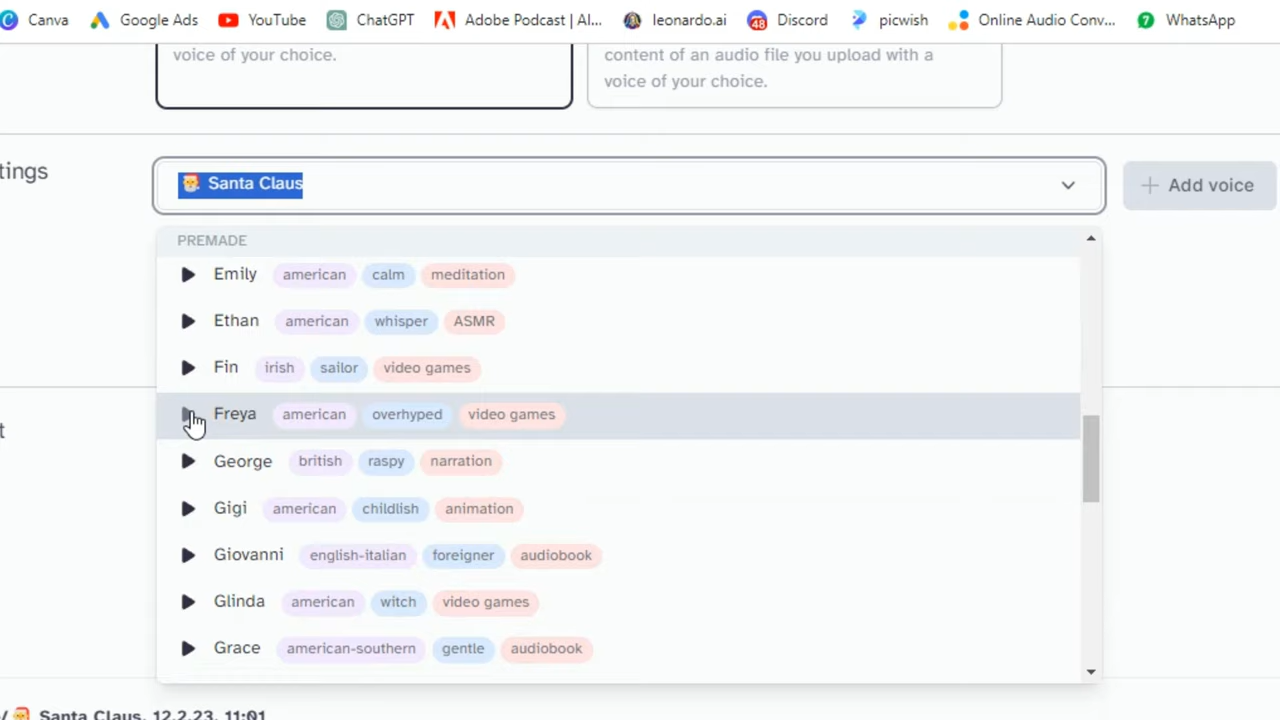 Canva Google Ads YouTube ChatGPT Adobe Podcast | Al... leonardo.ai 48 Discord picwish Online Audio Conv... 7 WhatsApp
voice of your choice.
content of an audio file you upload with a
voice of your choice.
tings
Santa Claus
+ Add voice
PREMADE
Emily american calm meditation
Ethan american whisper ASMR
Fin irish sailor video games
Freya american overhyped video games
George british raspy narration
Gigi american childlish animation
Giovanni english-italian foreigner audiobook
t
Glinda american witch video games
Grace american-southern gentle audiobook
/ Santa Claus, 12.2.23, 11:01